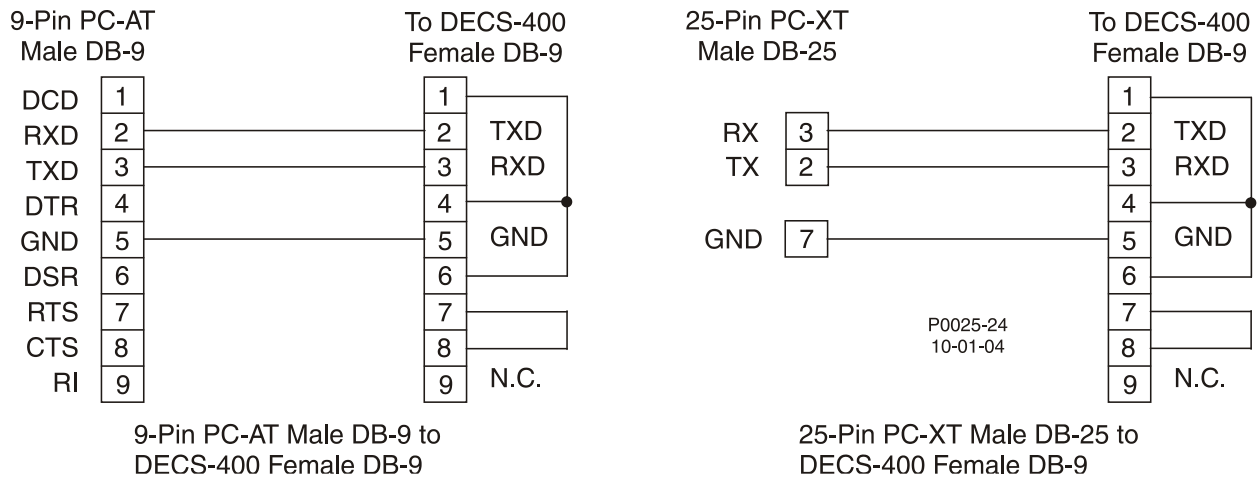 9-Pin PC-AT
Male DB-9
To DECS-400
Female DB-9
DCD 1 1
RXD 2 2 TXD
TXD 3 3 RXD
DTR 4 4
GND 5 5 GND
DSR 6 6
RTS 7 7
CTS 8 8
RI 9 9 N.C.
9-Pin PC-AT Male DB-9 to
DECS-400 Female DB-9
25-Pin PC-XT
Male DB-25
To DECS-400
Female DB-9
1
RX 3 2 TXD
TX 2 3 RXD
4
GND 7 5 GND
6
7
P0025-24
10-01-04
8
9 N.C.
25-Pin PC-XT Male DB-25 to
DECS-400 Female DB-9